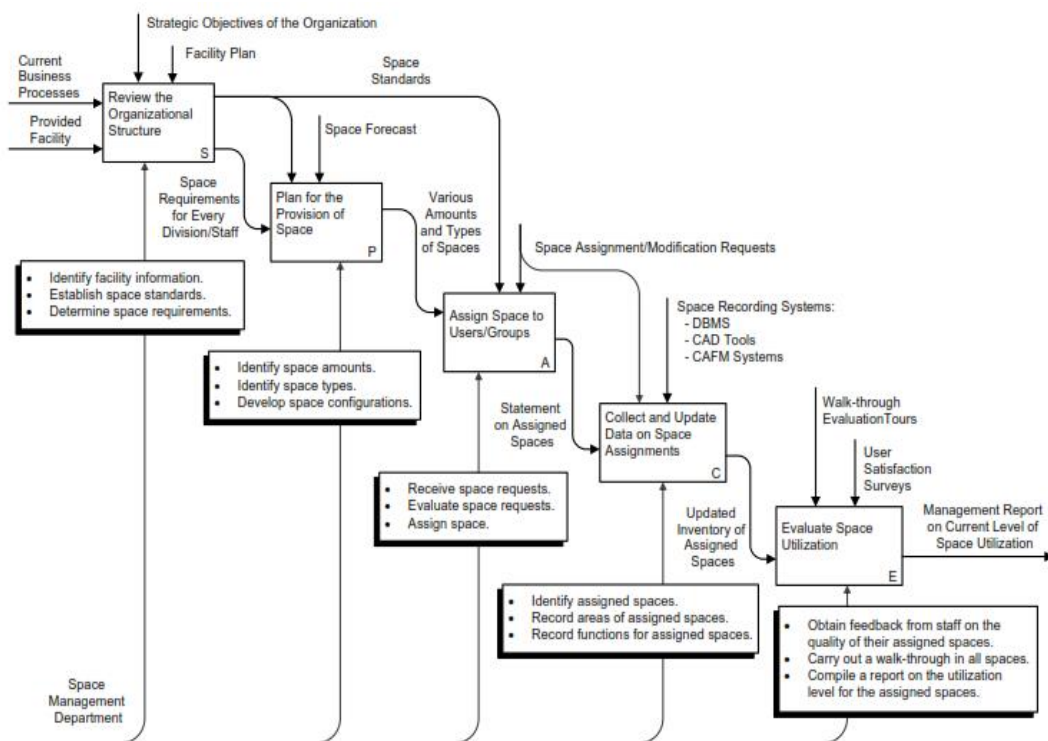 Strategic Objectives of the Organization
Facility Plan
Current
Business
Processes
Provided
Facility
Review the
Organizational
Structure
S
Space
Standards
Space Forecast
Space
Requirements
for Every
Division/Staff
Plan for the
Provision of
Space
P
Various
Amounts
and Types
of Spaces
Space Assignment/Modification Requests
• Identify facility information.
• Establish space standards.
• Determine space requirements.
Assign Space to
Users/Groups
A
Space Recording Systems:
- DBMS
- CAD Tools
- CAFM Systems
• Identify space amounts.
• Identify space types.
• Develop space configurations.
Statement
on Assigned
Spaces
Collect and Update
Data on Space
Assignments
C
Walk-through
EvaluationTours
User
Satisfaction
Surveys
• Receive space requests.
• Evaluate space requests.
• Assign space.
Updated
Inventory of
Assigned
Spaces
Evaluate Space
Utilization
E
Management Report
on Current Level of
Space Utilization
• Identify assigned spaces.
• Record areas of assigned spaces.
• Record functions for assigned spaces.
• Obtain feedback from staff on the
quality of their assigned spaces.
• Carry out a walk-through in all spaces.
• Compile a report on the utilization
level for the assigned spaces.
Space
Management
Department